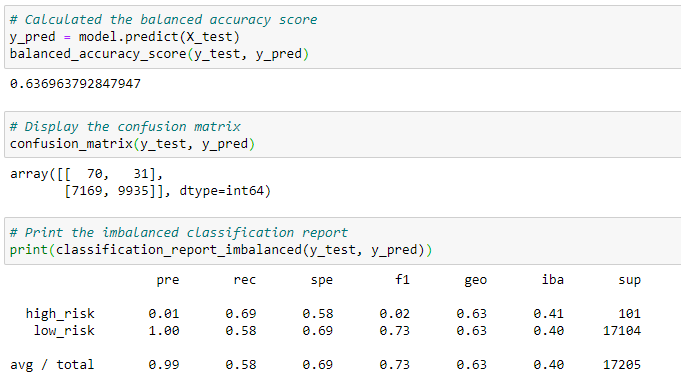 # Calculated the balanced accuracy score
y_pred = model.predict(X_test)
balanced_accuracy_score(y_test, y_pred)
0.636963792847947
# Display the confusion matrix
confusion_matrix(y_test, y_pred)
array([[  70,   31],
       [7169, 9935]], dtype=int64)
# Print the imbalanced classification report
print(classification_report_imbalanced(y_test, y_pred))
                   pre       rec       spe        f1       geo       iba       sup
  high_risk       0.01      0.69      0.58      0.02      0.63      0.41       101
   low_risk       1.00      0.58      0.69      0.73      0.63      0.40     17104
avg / total       0.99      0.58      0.69      0.73      0.63      0.40     17205